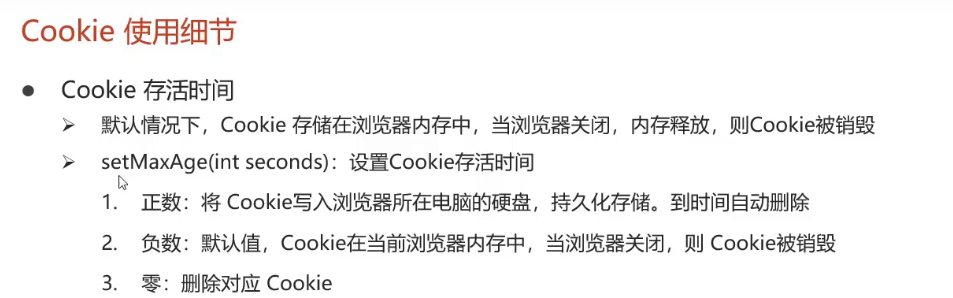 Cookie 使用细节
● Cookie 存活时间
➢ 默认情况下，Cookie 存储在浏览器内存中，当浏览器关闭，内存释放，则Cookie被销毁
➢ setMaxAge(int seconds)：设置Cookie存活时间
1. 正数：将 Cookie写入浏览器所在电脑的硬盘，持久化存储。到时间自动删除
2. 负数：默认值，Cookie在当前浏览器内存中，当浏览器关闭，则 Cookie被销毁
3. 零：删除对应 Cookie